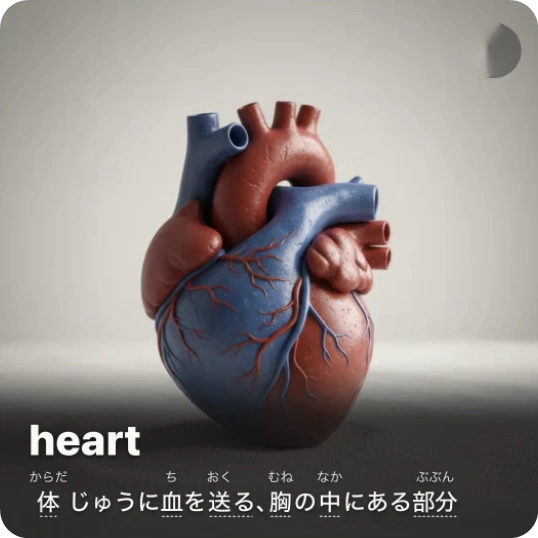 heart
からだ ち おく むね なか ぶぶん
体 じゅうに血を送る、胸の中にある部分